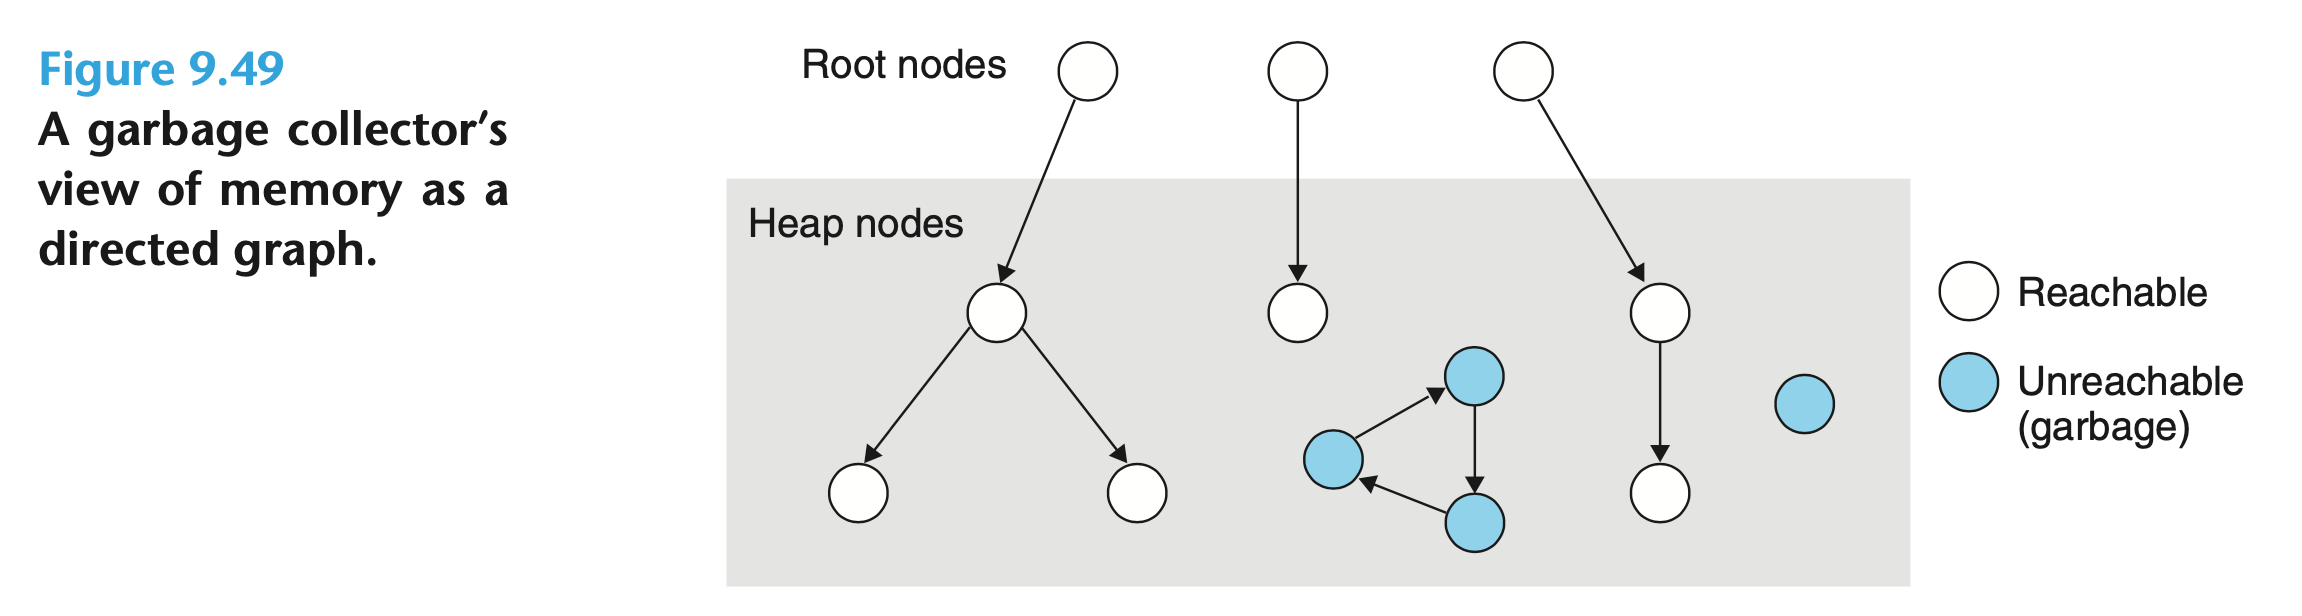 Figure 9.49
A garbage collector’s
view of memory as a
directed graph.
Root nodes
Heap nodes
Reachable
Unreachable
(garbage)